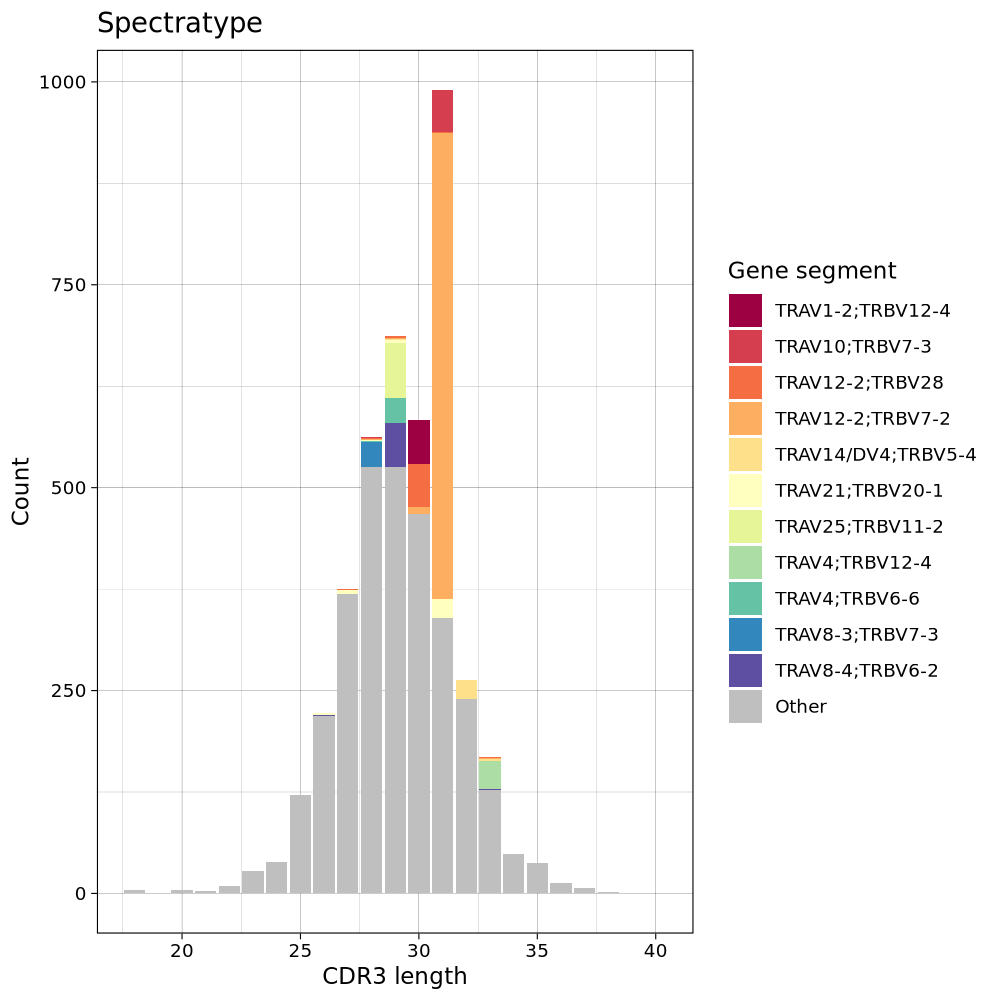 Spectratype
1000
750
500
250
0
Count
20
25
30
35
40
CDR3 length
Gene segment
TRAV1-2;TRBV12-4
TRAV10;TRBV7-3
TRAV12-2;TRBV28
TRAV12-2;TRBV7-2
TRAV14/DV4;TRBV5-4
TRAV21;TRBV20-1
TRAV25;TRBV11-2
TRAV4;TRBV12-4
TRAV4;TRBV6-6
TRAV8-3;TRBV7-3
TRAV8-4;TRBV6-2
Other